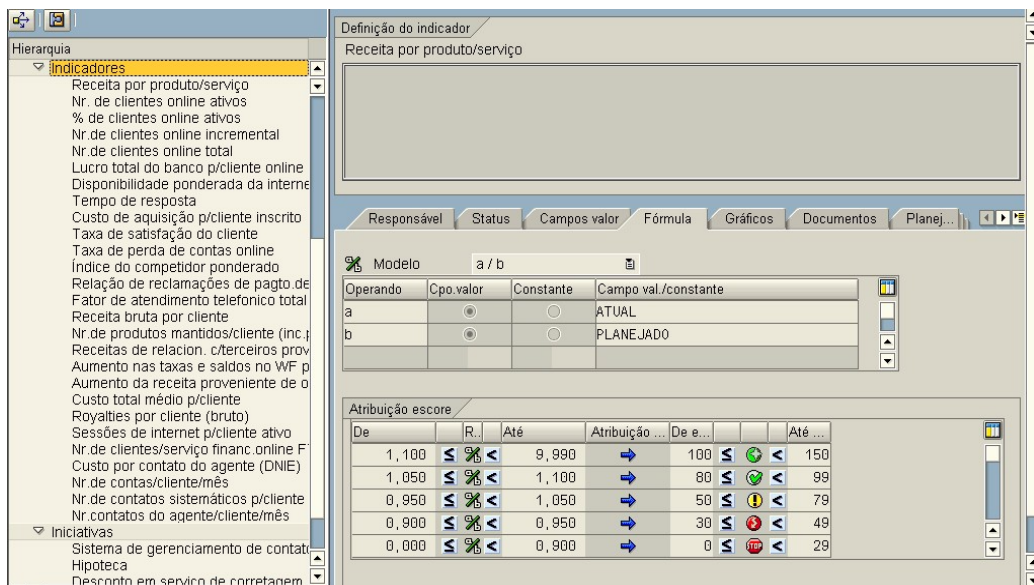 Hierarquia
Indicadores
Receita por produto/serviço
Nr. de clientes online ativos
% de clientes online ativos
Nr.de clientes online incremental
Nr.de clientes online total
Lucro total do banco p/cliente online
Disponibilidade ponderada da interne
Tempo de resposta
Custo de aquisição p/cliente inscrito
Taxa de satisfação do cliente
Taxa de perda de contas online
Índice do competidor ponderado
Relação de reclamações de pagto.de
Fator de atendimento telefonico total
Receita bruta por cliente
Nr.de produtos mantidos/cliente (inc.p
Receitas de relacion. c/terceiros prov
Aumento nas taxas e saldos no WF p
Aumento da receita proveniente de o
Custo total médio p/cliente
Royalties por cliente (bruto)
Sessões de internet p/cliente ativo
Nr.de clientes/serviço financ.online F
Custo por contato do agente (DNIE)
Nr.de contas/cliente/mês
Nr.de contatos sistemáticos p/cliente
Nr.contatos do agente/cliente/mês
Iniciativas
Sistema de gerenciamento de contat
Hipoteca
Desconto em serviço de corretagem
Definição do indicador
Receita por produto/serviço
Responsável Status Campos valor Fórmula Gráficos Documentos Planej...
Modelo a / b
Operando Cpo.valor Constante Campo val./constante
a ATUAL
b PLANEJADO
Atribuição escore
De R.. Até Atribuição ... De e... Até ...
1,100 ≤ < 9,990 100 ≤ < 150
1,050 ≤ < 1,100 80 ≤ < 99
0,950 ≤ < 1,050 50 ≤ < 79
0,900 ≤ < 0,950 30 ≤ < 49
0,000 ≤ < 0,900 0 ≤ STOP < 29